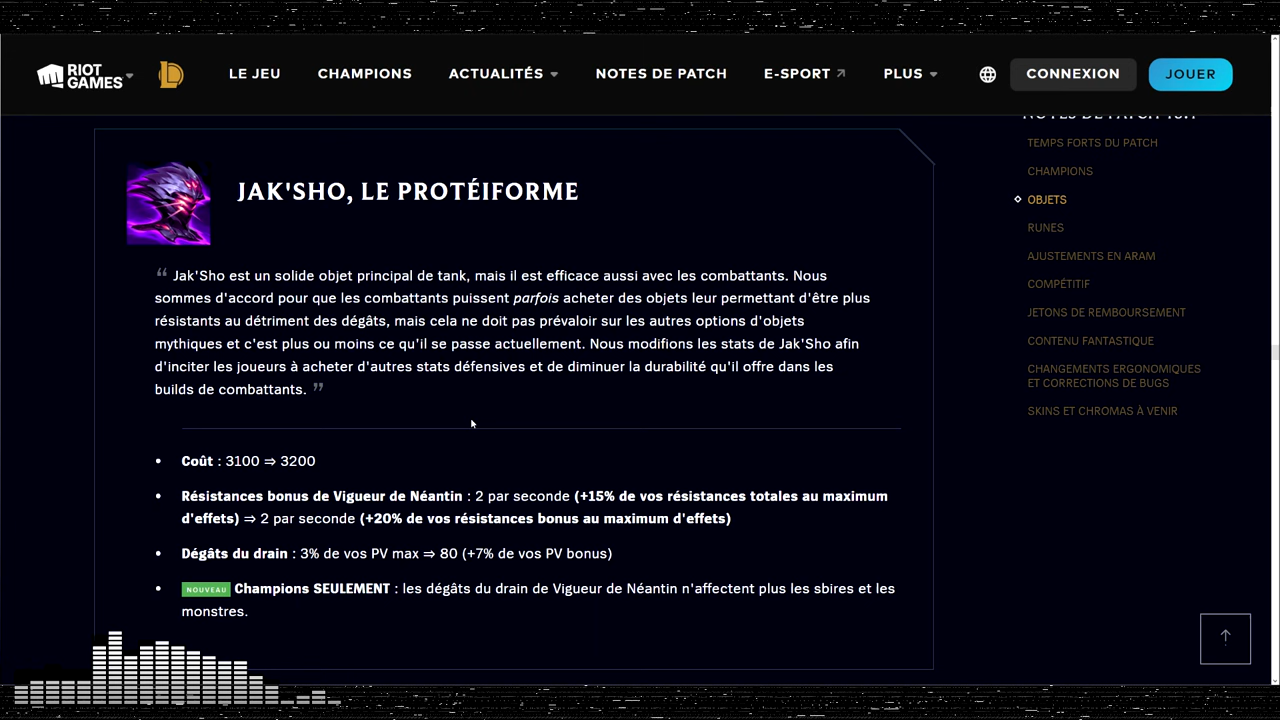 RIOT GAMES
LE JEU
CHAMPIONS
ACTUALITÉS
NOTES DE PATCH
E-SPORT
PLUS
CONNEXION
JOUER
JAK'SHO, LE PROTÉIFORME
“ Jak'Sho est un solide objet principal de tank, mais il est efficace aussi avec les combattants. Nous
sommes d'accord pour que les combattants puissent parfois acheter des objets leur permettant d'être plus
résistants au détriment des dégâts, mais cela ne doit pas prévaloir sur les autres options d'objets
mythiques et c'est plus ou moins ce qu'il se passe actuellement. Nous modifions les stats de Jak'Sho afin
d'inciter les joueurs à acheter d'autres stats défensives et de diminuer la durabilité qu'il offre dans les
builds de combattants. ”
• Coût : 3100 ⇒ 3200
• Résistances bonus de Vigueur de Néantin : 2 par seconde (+15% de vos résistances totales au maximum
d'effets) ⇒ 2 par seconde (+20% de vos résistances bonus au maximum d'effets)
• Dégâts du drain : 3% de vos PV max ⇒ 80 (+7% de vos PV bonus)
• NOUVEAU Champions SEULEMENT : les dégâts du drain de Vigueur de Néantin n'affectent plus les sbires et les
monstres.
NOTES DE PATCH
TEMPS FORTS DU PATCH
CHAMPIONS
OBJETS
RUNES
AJUSTEMENTS EN ARAM
COMPÉTITIF
JETONS DE REMBOURSEMENT
CONTENU FANTASTIQUE
CHANGEMENTS ERGONOMIQUES
ET CORRECTIONS DE BUGS
SKINS ET CHROMAS À VENIR